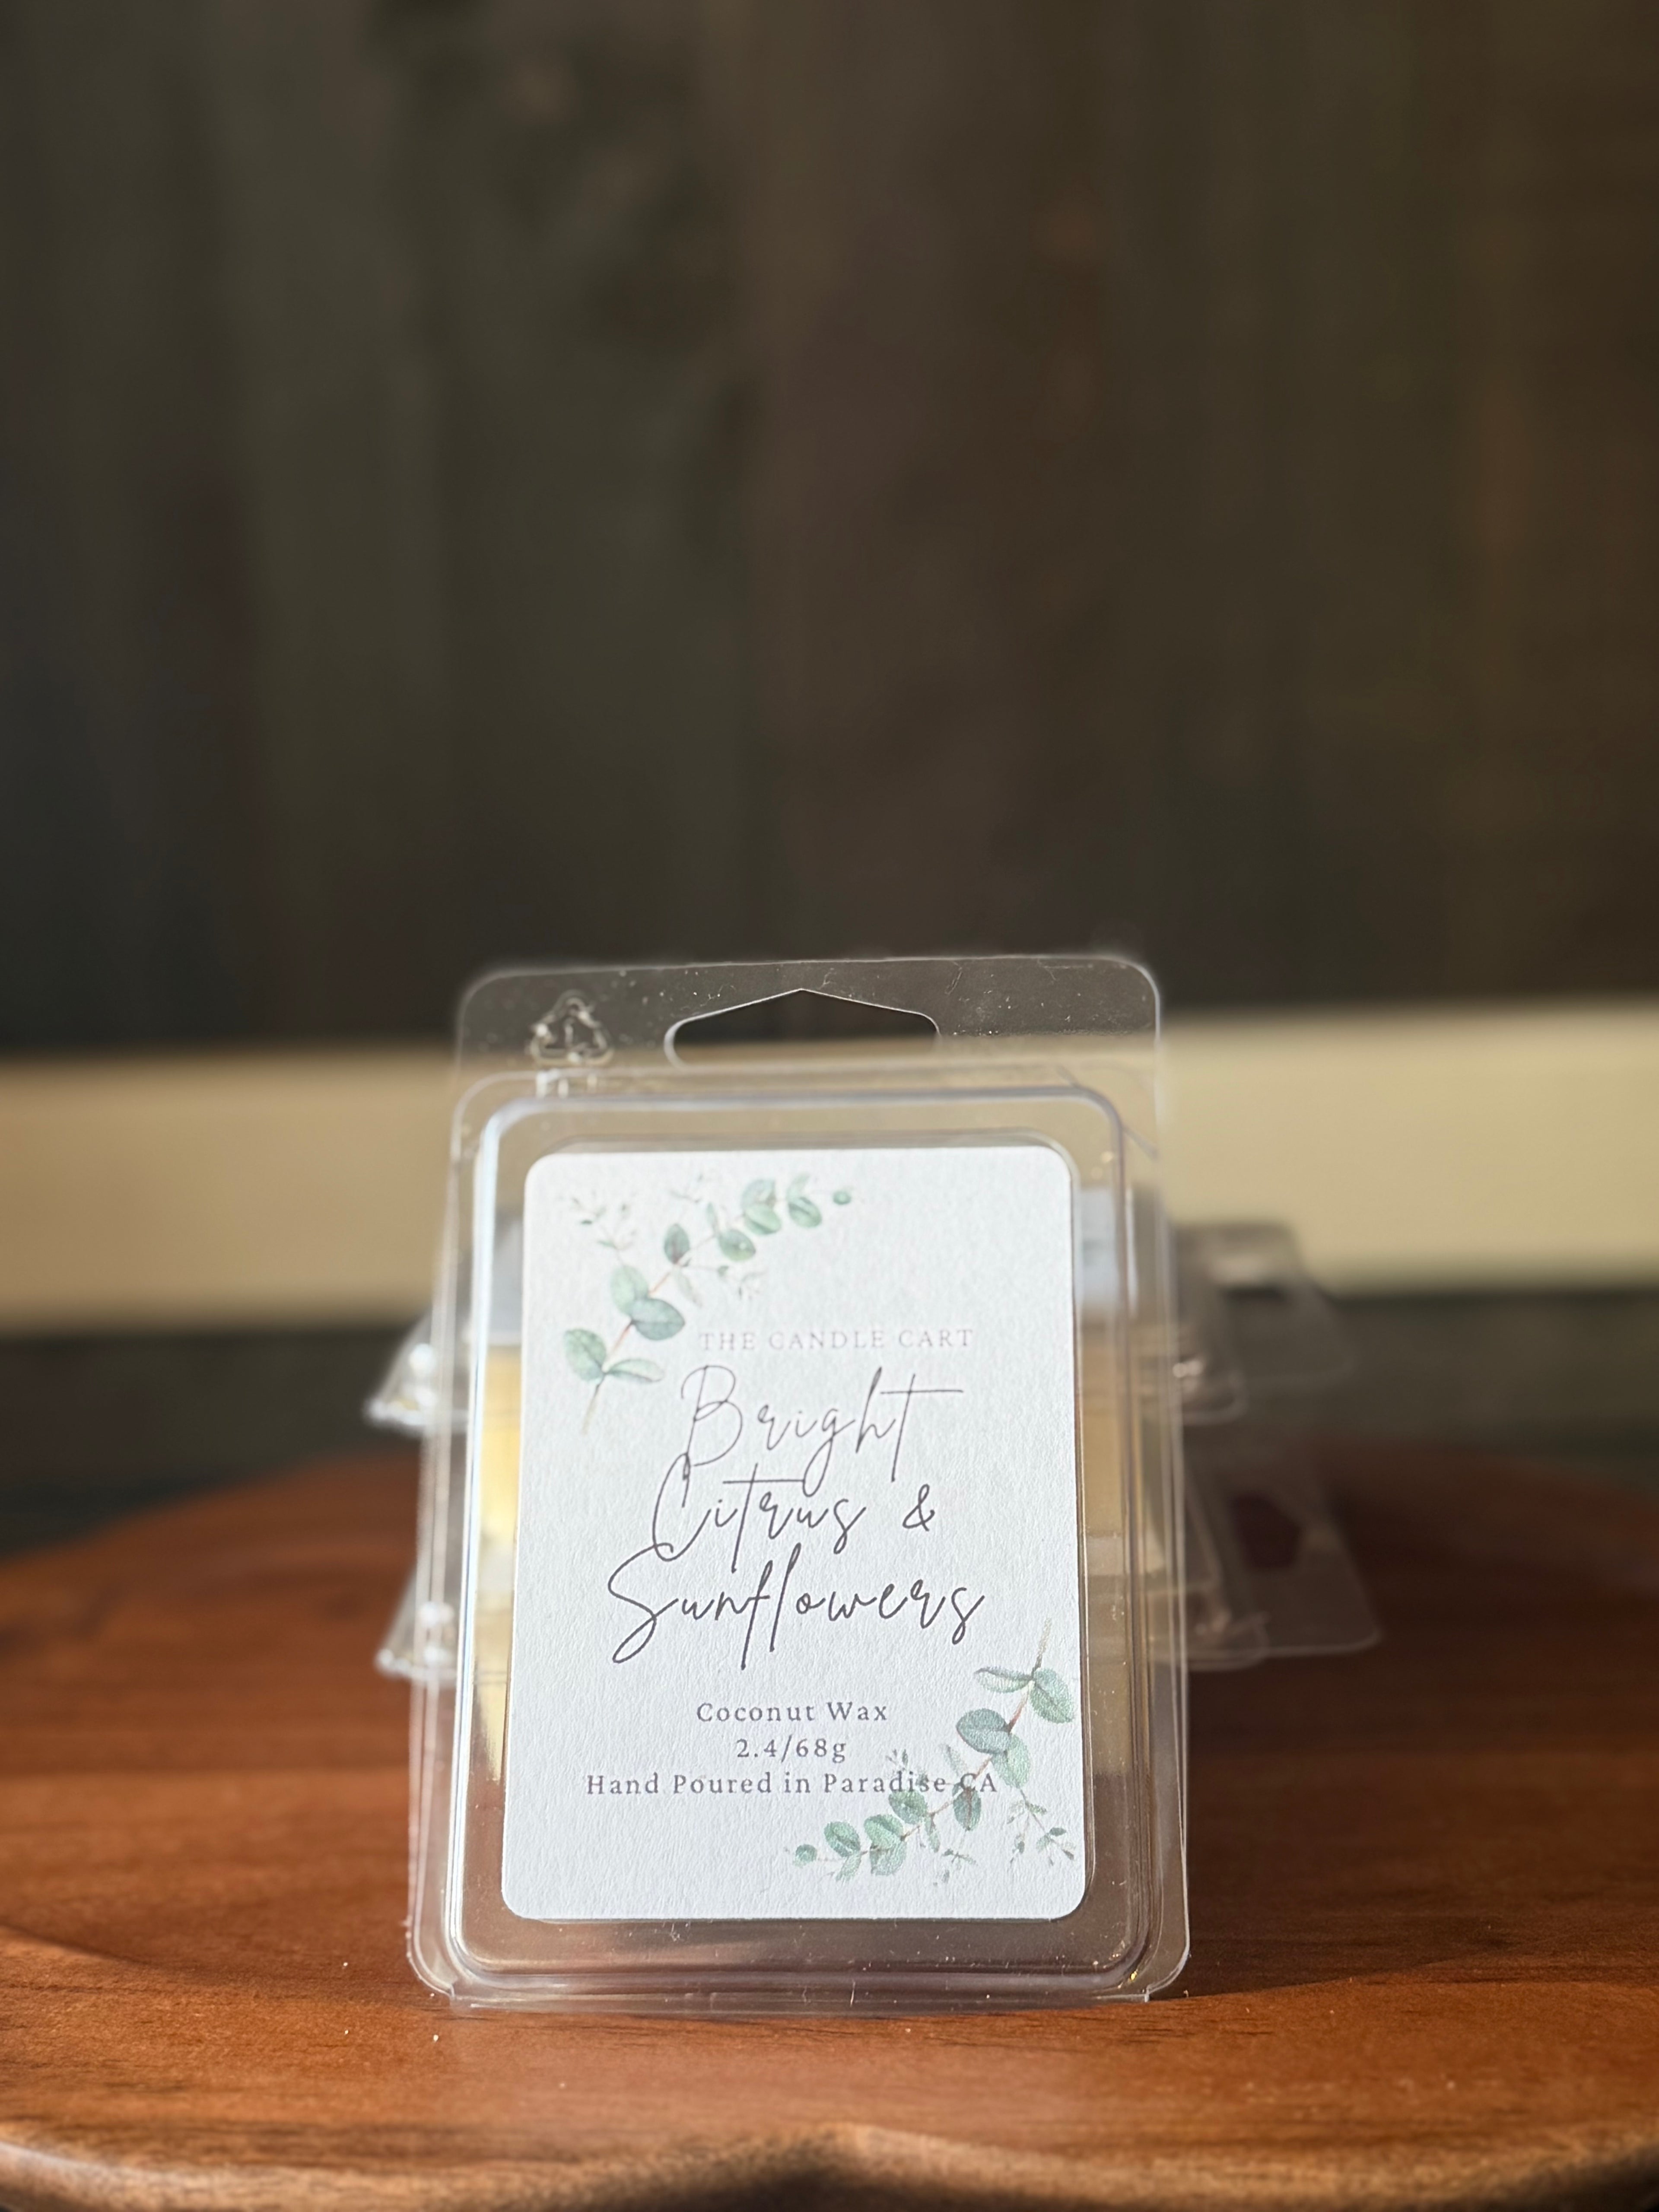 THE CANDLE CART
Bright
Citrus &
Sunflowers
Coconut Wax
2.4/68g
Hand Poured in Paradise CA